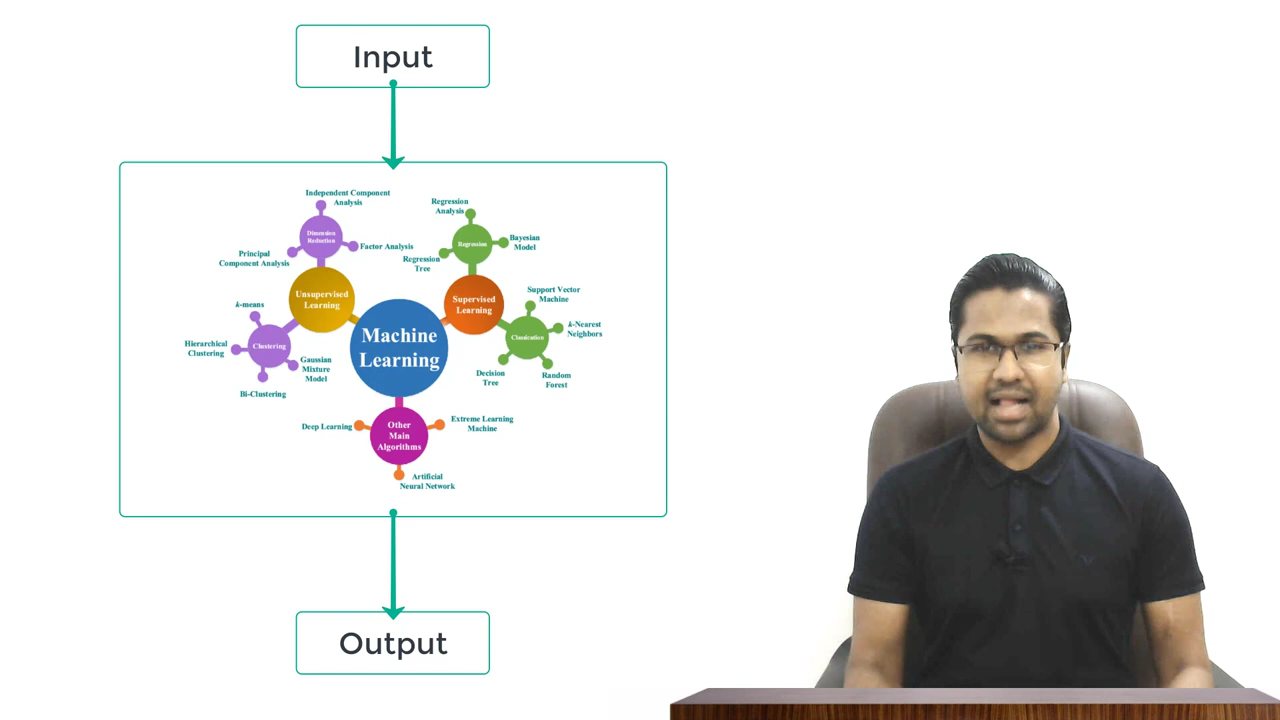 Input
Independent Component
Analysis
Dimension
Reduction
Factor Analysis
Principal
Component Analysis
Regression
Analysis
Regression
Bayesian
Model
Regression
Tree
Unsupervised
Learning
Supervised
Learning
k-means
Clustering
Hierarchical
Clustering
Gaussian
Mixture
Model
Bi-Clustering
Machine
Learning
Support Vector
Machine
k-Nearest
Neighbors
Classication
Decision
Tree
Random
Forest
Deep Learning
Other
Main
Algorithms
Extreme Learning
Machine
Artificial
Neural Network
Output